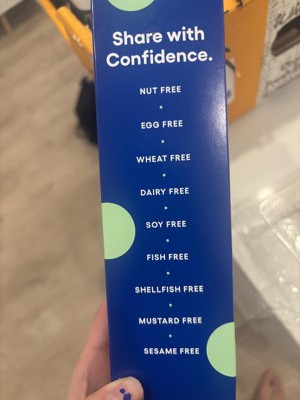 Share with
Confidence.
NUT FREE
EGG FREE
WHEAT FREE
DAIRY FREE
SOY FREE
FISH FREE
SHELLFISH FREE
MUSTARD FREE
SESAME FREE